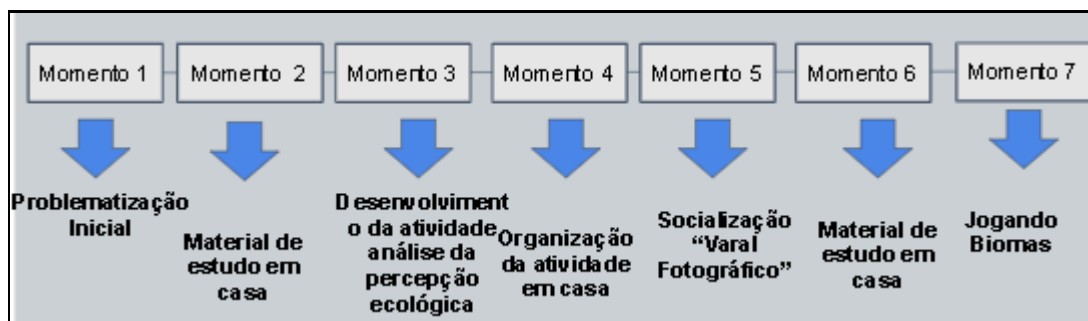 Momento 1
Momento 2
Momento 3
Momento 4
Momento 5
Momento 6
Momento 7
Problematização
Inicial
Material de
estudo em
casa
Desenvolviment
o da atividade
análise da
percepção
ecológica
Organização
da atividade
em casa
Socialização
“Varal
Fotográfico”
Material de
estudo em
casa
Jogando
Biomas